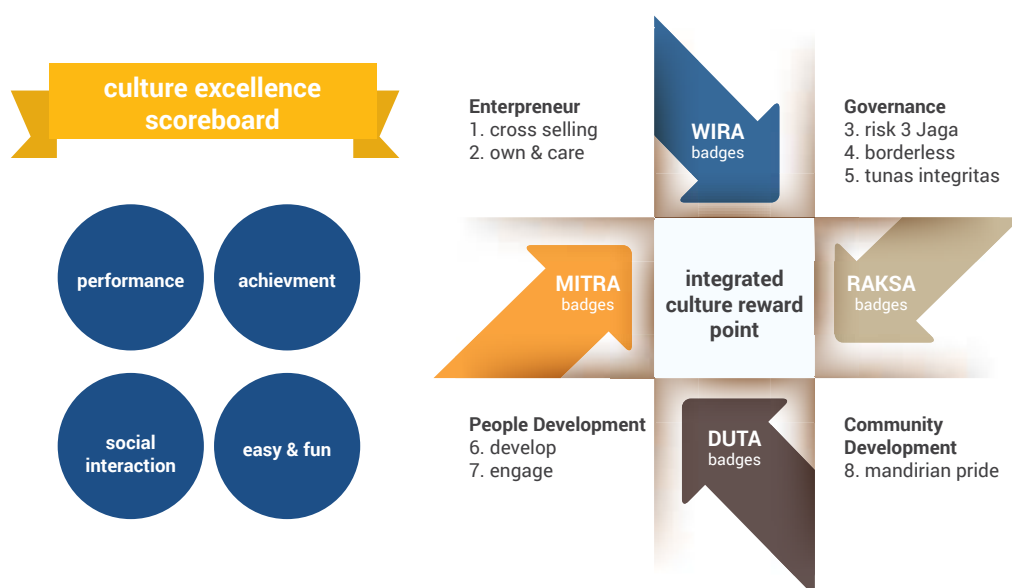 culture excellence
scoreboard
performance
achievment
social
interaction
easy & fun
Enterpreneur
1. cross selling
2. own & care
WIRA
badges
Governance
3. risk 3 Jaga
4. borderless
5. tunas integritas
MITRA
badges
integrated
culture reward
point
RAKSA
badges
People Development
6. develop
7. engage
DUTA
badges
Community
Development
8. mandirian pride